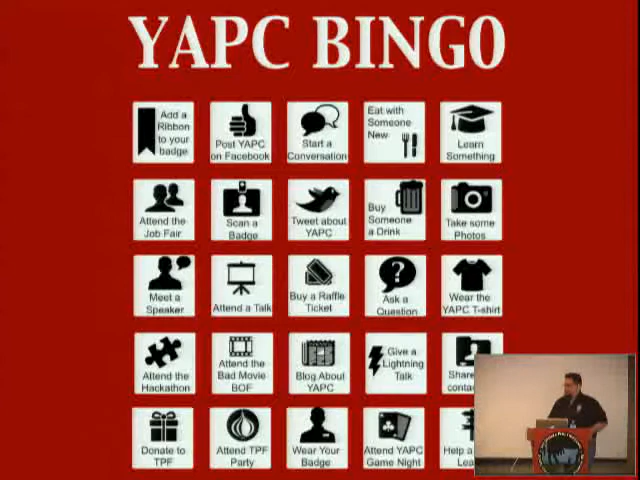 YAPC BINGO
Add a
Ribbon
to your
badge
Post YAPC
on Facebook
Start a
Conversation
Eat with
Someone
New
Learn
Something
Attend the
Job Fair
Scan a
Badge
Tweet about
YAPC
Buy
Someone
a Drink
Take some
Photos
Meet a
Speaker
Attend a Talk
Buy a Raffle
Ticket
Ask a
Question
Wear the
YAPC T-shirt
Attend the
Hackathon
Attend the
Bad Movie
BOF
Blog About
YAPC
Give a
Lightning
Talk
Share
Donate to
TPF
Attend TPF
Party
Wear Your
Badge
Attend YAPC
Game Night
Help a